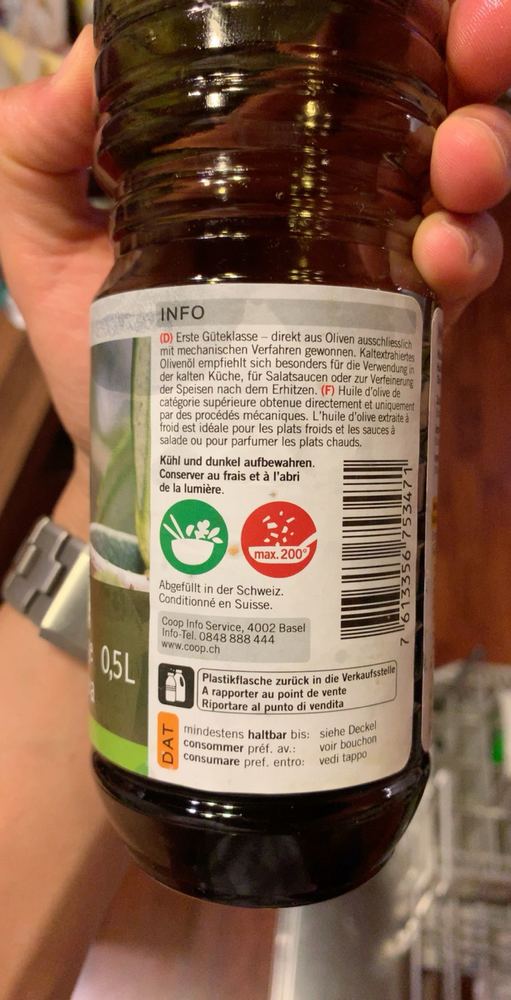 INFO
(D) Erste Güteklasse – direkt aus Oliven ausschliesslich
mit mechanischen Verfahren gewonnen. Kaltextrahiertes
Olivenöl empfiehlt sich besonders für die Verwendung in
der kalten Küche, für Salatsaucen oder zur Verfeinerung
der Speisen nach dem Erhitzen. (F) Huile d'olive de
catégorie supérieure obtenue directement et uniquement
par des procédés mécaniques. L'huile d'olive extraite à
froid est idéale pour les plats froids et les sauces à
salade ou pour parfumer les plats chauds.
Kühl und dunkel aufbewahren.
Conserver au frais et à l'abri
de la lumière.
max. 200°
7 613356 753471
Abgefüllt in der Schweiz.
Conditionné en Suisse.
Coop Info Service, 4002 Basel
Info-Tel. 0848 888 444
www.coop.ch
0,5L
Plastikflasche zurück in die Verkaufsstelle
A rapporter au point de vente
Riportare al punto di vendita
DAT
mindestens haltbar bis: siehe Deckel
consommer préf. av.: voir bouchon
consumare pref. entro: vedi tappo